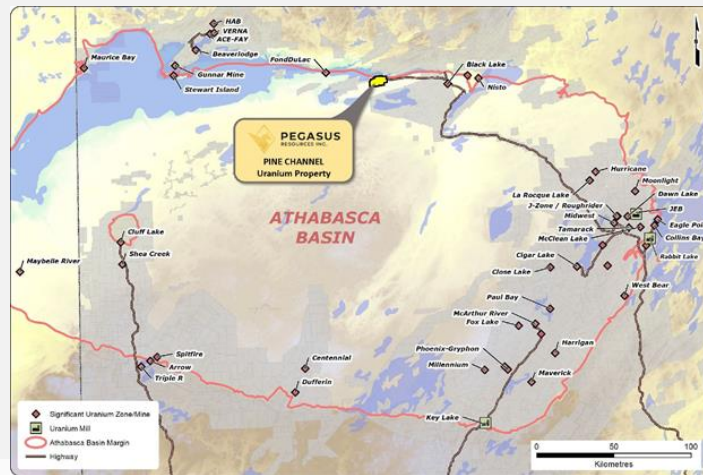 HAB
VERNA
ACE-FAY
Beaverlodge
Maurice Bay
Gunnar Mine
Stewart Island
FondDuLac
Black Lake
Nisto
PEGASUS
RESOURCES INC.
PINE CHANNEL
Uranium Property
ATHABASCA
BASIN
Hurricane
Moonlight
La Rocque Lake
Dawn Lake
J-Zone / Roughrider
JEB
Midwest
Eagle Poi
Tamarack
Collins Bay
McClean Lake
Rabbit Lake
Cluff Lake
Shea Creek
Maybelle River
Cigar Lake
Close Lake
West Bear
Paul Bay
McArthur River
Fox Lake
Harrigan
Spitfire
Arrow
Triple R
Centennial
Dufferin
Phoenix-Gryphon
Millennium
Maverick
Key Lake
Significant Uranium Zone/Mine
Uranium Mill
Athabasca Basin Margin
Highway
0 50 100
Kilometres